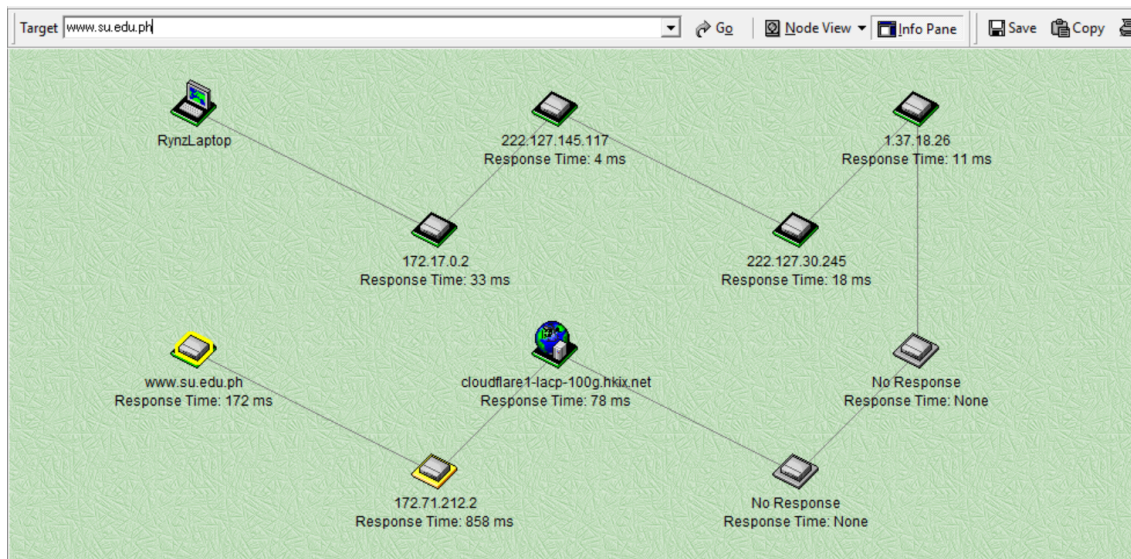 Target www.su.edu.ph Go Node View Info Pane Save Copy
RynzLaptop
222.127.145.117
Response Time: 4 ms
1.37.18.26
Response Time: 11 ms
172.17.0.2
Response Time: 33 ms
222.127.30.245
Response Time: 18 ms
www.su.edu.ph
Response Time: 172 ms
cloudflare1-lacp-100g.hkix.net
Response Time: 78 ms
No Response
Response Time: None
172.71.212.2
Response Time: 858 ms
No Response
Response Time: None